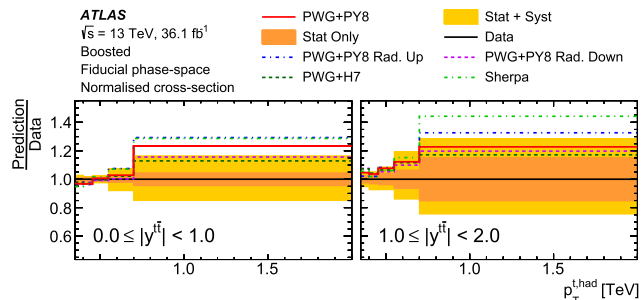 ATLAS
√s = 13 TeV, 36.1 fb¹
Boosted
Fiducial phase-space
Normalised cross-section
PWG+PY8
Stat Only
PWG+PY8 Rad. Up
PWG+H7
Stat + Syst
Data
PWG+PY8 Rad. Down
Sherpa
Prediction
Data
1.4
1.2
1.0
0.8
0.6
0.0 ≤ |y^{tt̄}| < 1.0
1.0 ≤ |y^{tt̄}| < 2.0
1.0 1.5 1.0 1.5
p_T^{t,had} [TeV]